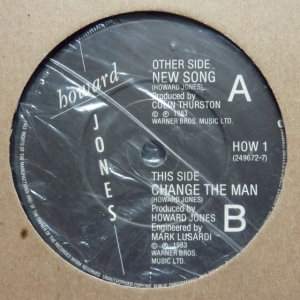 howard
JONES
OTHER SIDE
NEW SONG
(HOWARD JONES)
Produced by
COLIN THURSTON
℗ © 1983
WARNER BROS. MUSIC LTD.
A
HOW 1
(249672-7)
THIS SIDE
CHANGE THE MAN
(HOWARD JONES)
Produced by
HOWARD JONES
Engineered by
MARK LUSARDI
℗ © 1983
WARNER BROS.
MUSIC LTD.
B